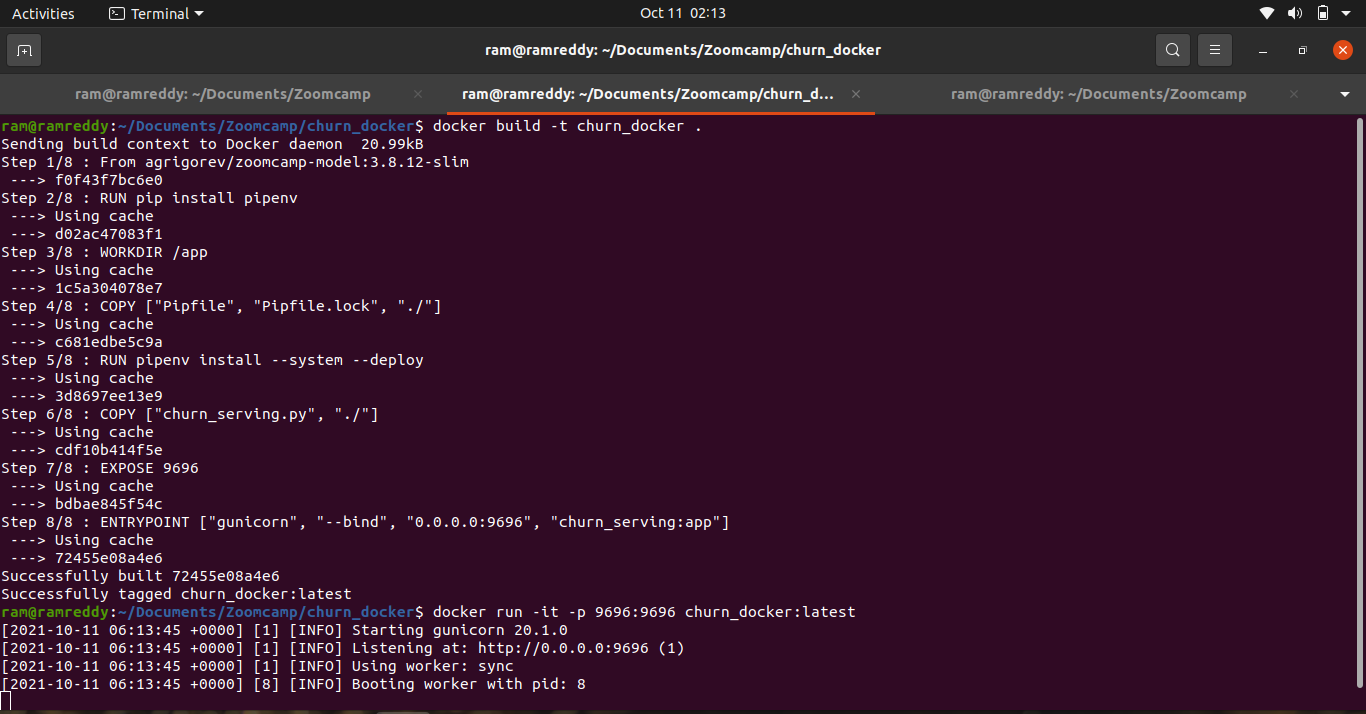 Activities Terminal Oct 11 02:13
ram@ramreddy: ~/Documents/Zoomcamp/churn_docker
ram@ramreddy: ~/Documents/Zoomcamp ram@ramreddy: ~/Documents/Zoomcamp/churn_d... ram@ramreddy: ~/Documents/Zoomcamp
ram@ramreddy:~/Documents/Zoomcamp/churn_docker$ docker build -t churn_docker .
Sending build context to Docker daemon  20.99kB
Step 1/8 : From agrigorev/zoomcamp-model:3.8.12-slim
 ---> f0f43f7bc6e0
Step 2/8 : RUN pip install pipenv
 ---> Using cache
 ---> d02ac47083f1
Step 3/8 : WORKDIR /app
 ---> Using cache
 ---> 1c5a304078e7
Step 4/8 : COPY ["Pipfile", "Pipfile.lock", "./"]
 ---> Using cache
 ---> c681edbe5c9a
Step 5/8 : RUN pipenv install --system --deploy
 ---> Using cache
 ---> 3d8697ee13e9
Step 6/8 : COPY ["churn_serving.py", "./"]
 ---> Using cache
 ---> cdf10b414f5e
Step 7/8 : EXPOSE 9696
 ---> Using cache
 ---> bdbae845f54c
Step 8/8 : ENTRYPOINT ["gunicorn", "--bind", "0.0.0.0:9696", "churn_serving:app"]
 ---> Using cache
 ---> 72455e08a4e6
Successfully built 72455e08a4e6
Successfully tagged churn_docker:latest
ram@ramreddy:~/Documents/Zoomcamp/churn_docker$ docker run -it -p 9696:9696 churn_docker:latest
[2021-10-11 06:13:45 +0000] [1] [INFO] Starting gunicorn 20.1.0
[2021-10-11 06:13:45 +0000] [1] [INFO] Listening at: http://0.0.0.0:9696 (1)
[2021-10-11 06:13:45 +0000] [1] [INFO] Using worker: sync
[2021-10-11 06:13:45 +0000] [8] [INFO] Booting worker with pid: 8